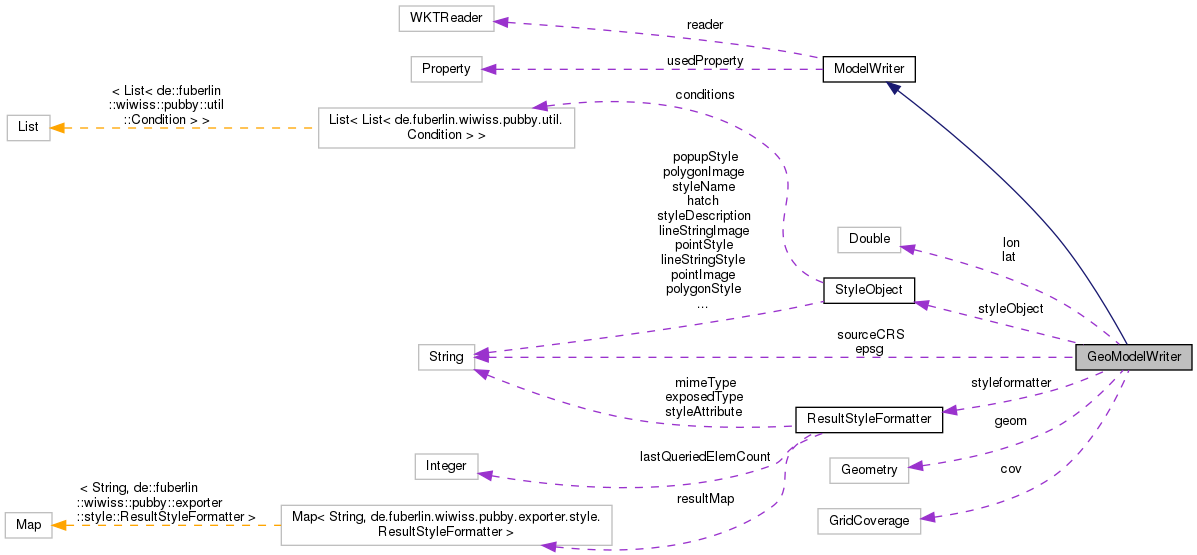 WKTReader
reader
Property
usedProperty
ModelWriter
< List< de::fuberlin
::wiwiss::pubby::util
::Condition > >
List
List< List< de.fuberlin.wiwiss.pubby.util.
Condition > >
conditions
popupStyle
polygonImage
styleName
hatch
styleDescription
lineStringImage
pointStyle
lineStringStyle
pointImage
polygonStyle
...
Double
lon
lat
StyleObject
styleObject
String
sourceCRS
epsg
GeoModelWriter
mimeType
exposedType
styleAttribute
ResultStyleFormatter
styleformatter
geom
Integer
lastQueriedElemCount
Geometry
cov
< String, de::fuberlin
::wiwiss::pubby::exporter
::style::ResultStyleFormatter >
Map
Map< String, de.fuberlin.wiwiss.pubby.exporter.style.
ResultStyleFormatter >
resultMap
GridCoverage